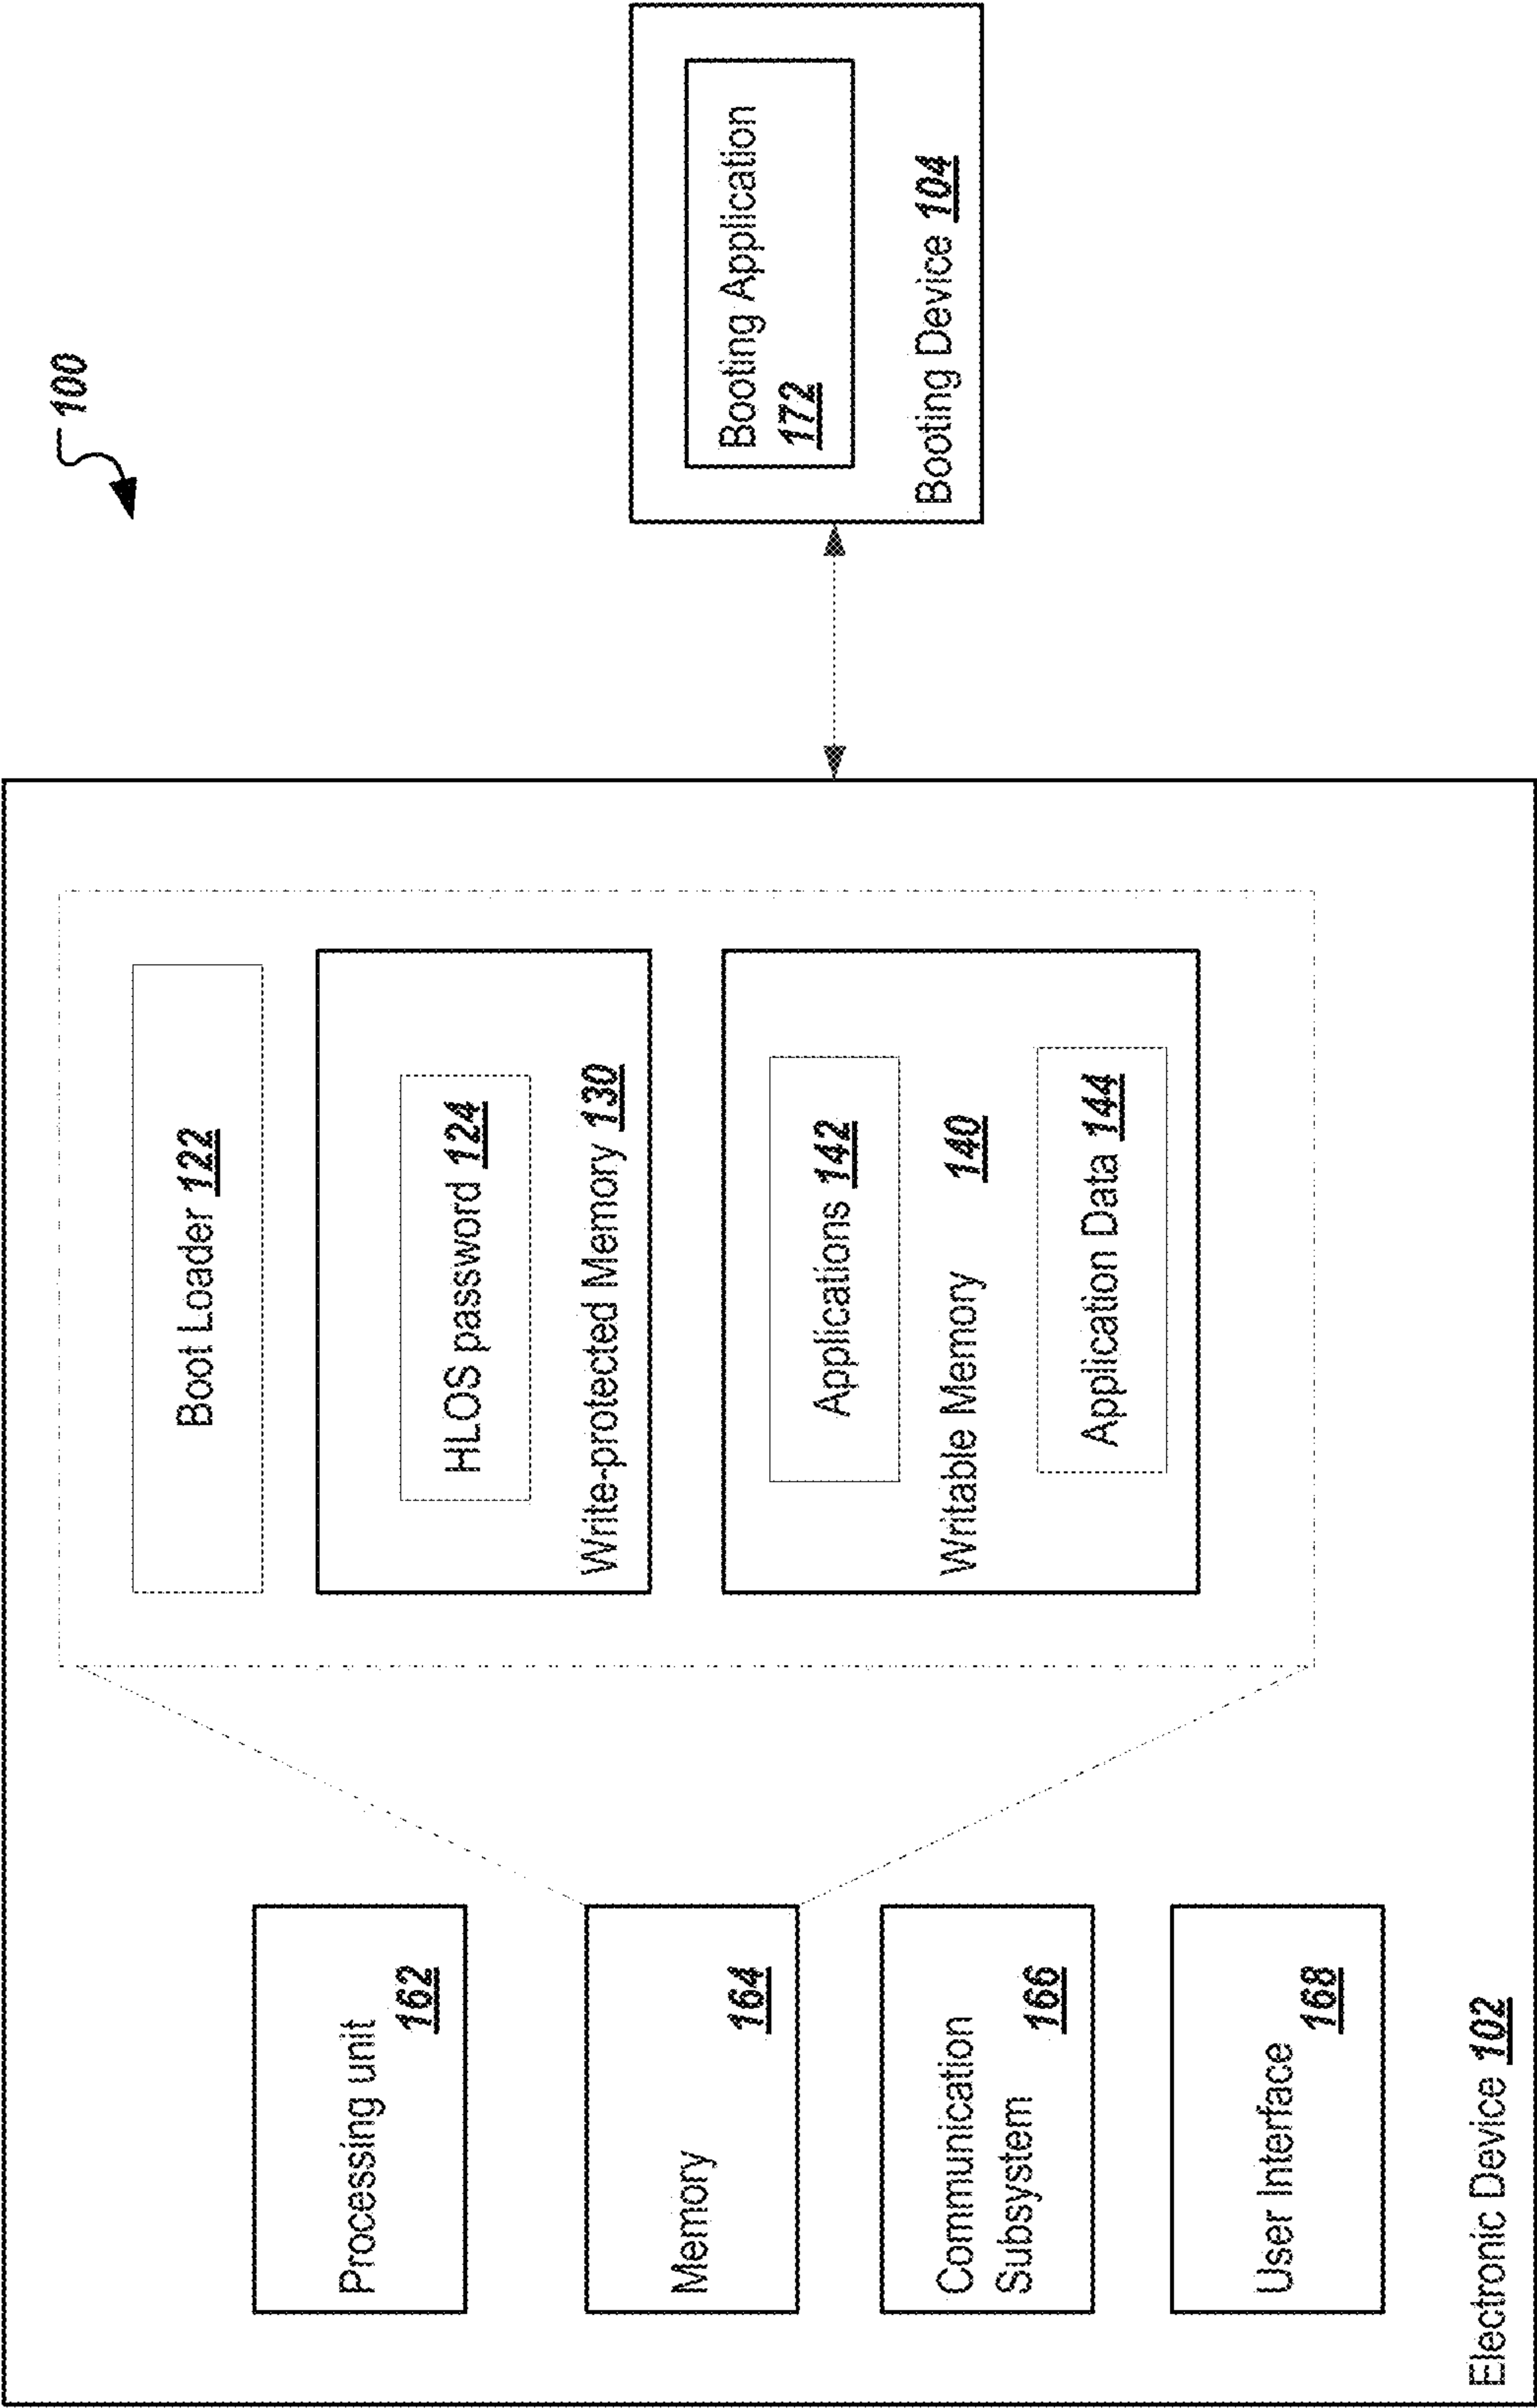 100
Processing unit
162
Memory
164
Communication
Subsystem
166
User Interface
168
Electronic Device 102
Boot Loader 122
HLOS password 124
Write-protected Memory 130
Applications 142
Writable Memory 140
Application Data 144
Booting Application
172
Booting Device 104